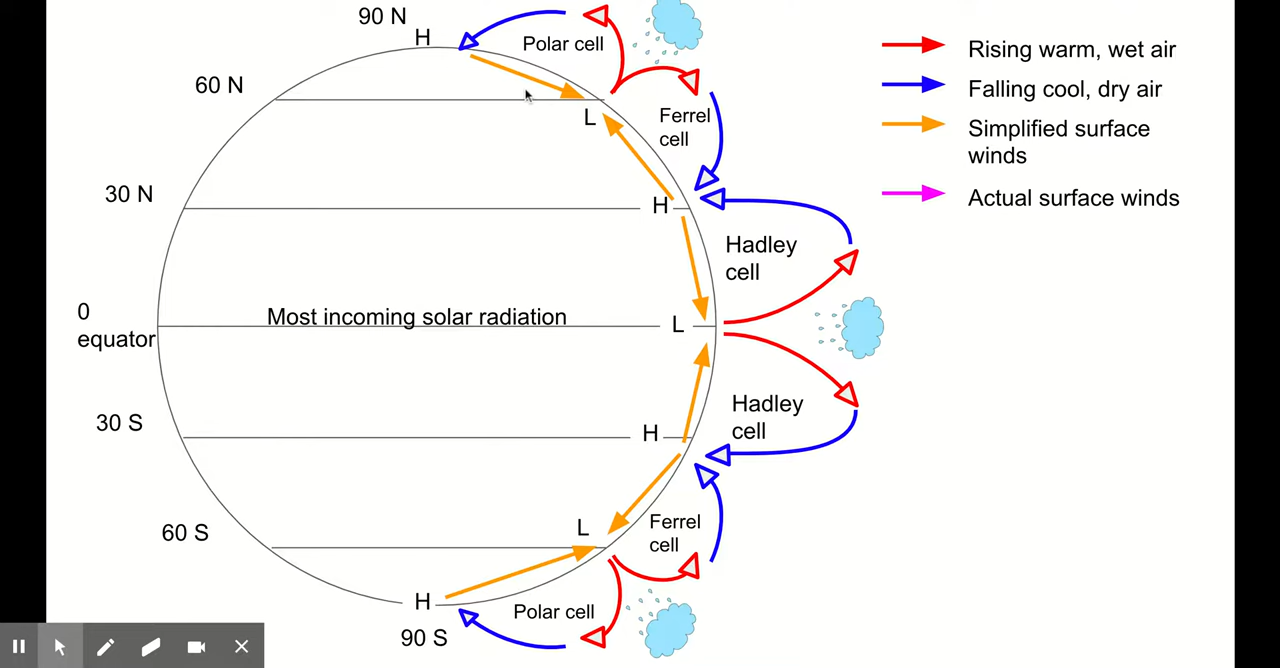 90 N
H
Polar cell
60 N
L
Ferrel
cell
30 N
H
Hadley
cell
0
equator
Most incoming solar radiation
L
30 S
H
Hadley
cell
60 S
L
Ferrel
cell
H
Polar cell
90 S
Rising warm, wet air
Falling cool, dry air
Simplified surface
winds
Actual surface winds